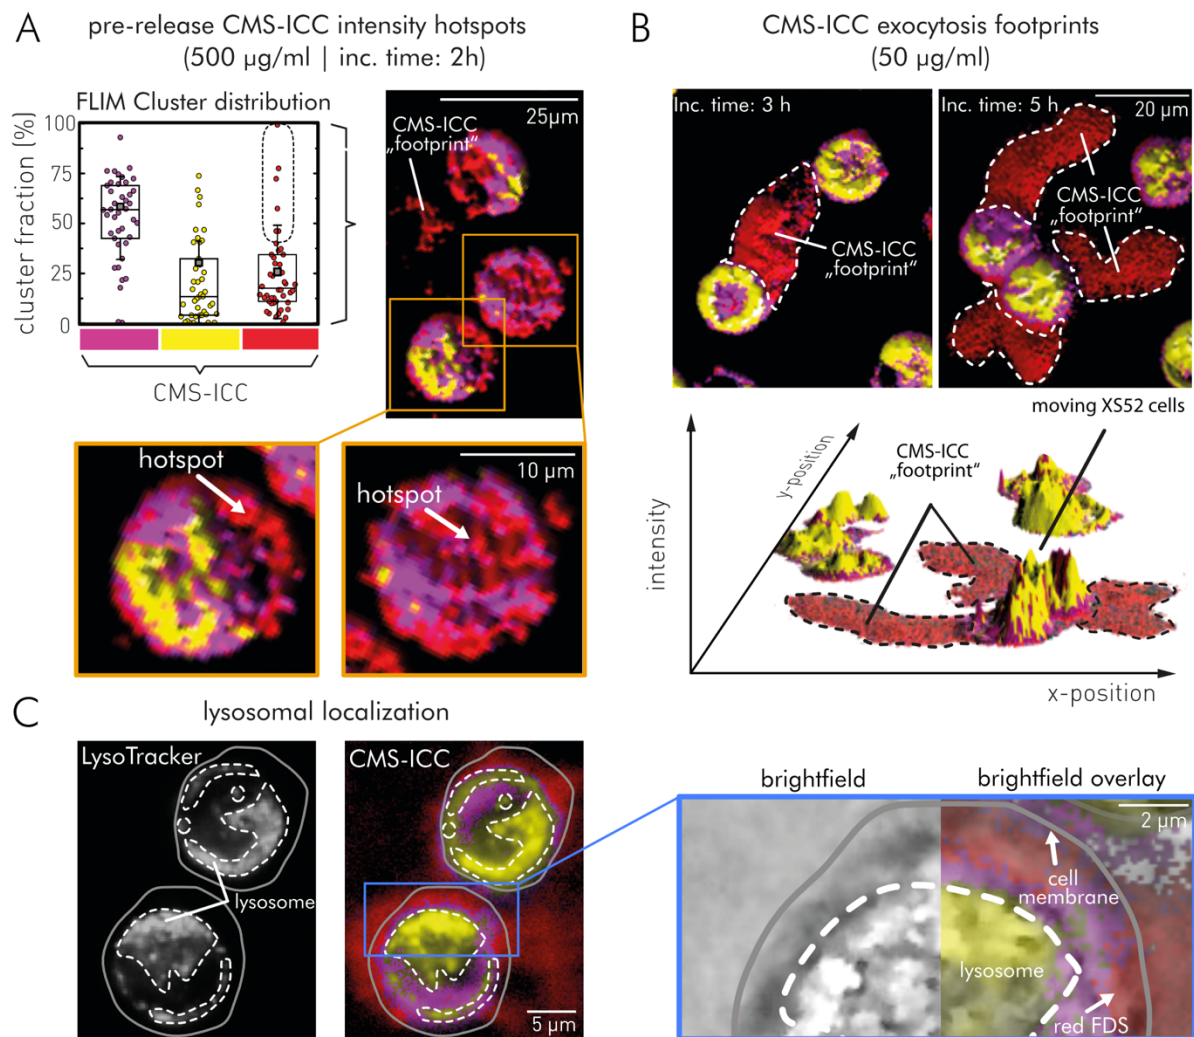 A
pre-release CMS-ICC intensity hotspots
(500 µg/ml | inc. time: 2h)
FLIM Cluster distribution
cluster fraction (%)
100
75
50
25
0
CMS-ICC
25µm
CMS-ICC
„footprint“
hotspot
hotspot
10 µm
B
CMS-ICC exocytosis footprints
(50 µg/ml)
Inc. time: 3 h
CMS-ICC
„footprint“
Inc. time: 5 h
20 µm
CMS-ICC
„footprint“
moving XS52 cells
CMS-ICC
„footprint“
y-position
intensity
x-position
C
lysosomal localization
LysoTracker
lysosome
CMS-ICC
5 µm
brightfield
brightfield overlay
2 µm
cell
membrane
lysosome
red FDS